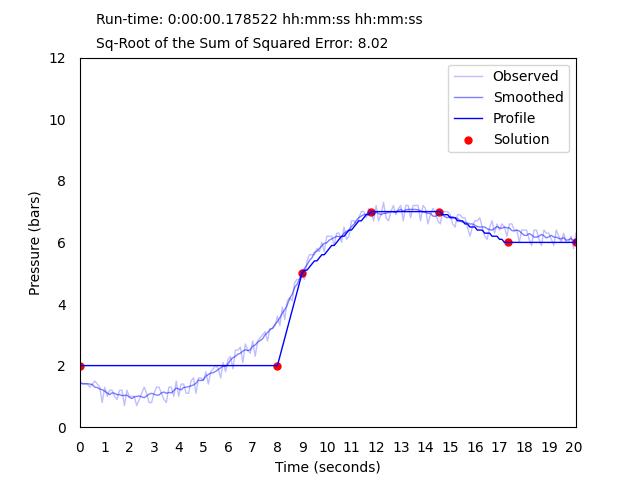 Run-time: 0:00:00.178522 hh:mm:ss hh:mm:ss
Sq-Root of the Sum of Squared Error: 8.02
Observed
Smoothed
Profile
Solution
12
10
8
6
4
2
0
Pressure (bars)
0 1 2 3 4 5 6 7 8 9 10 11 12 13 14 15 16 17 18 19 20
Time (seconds)